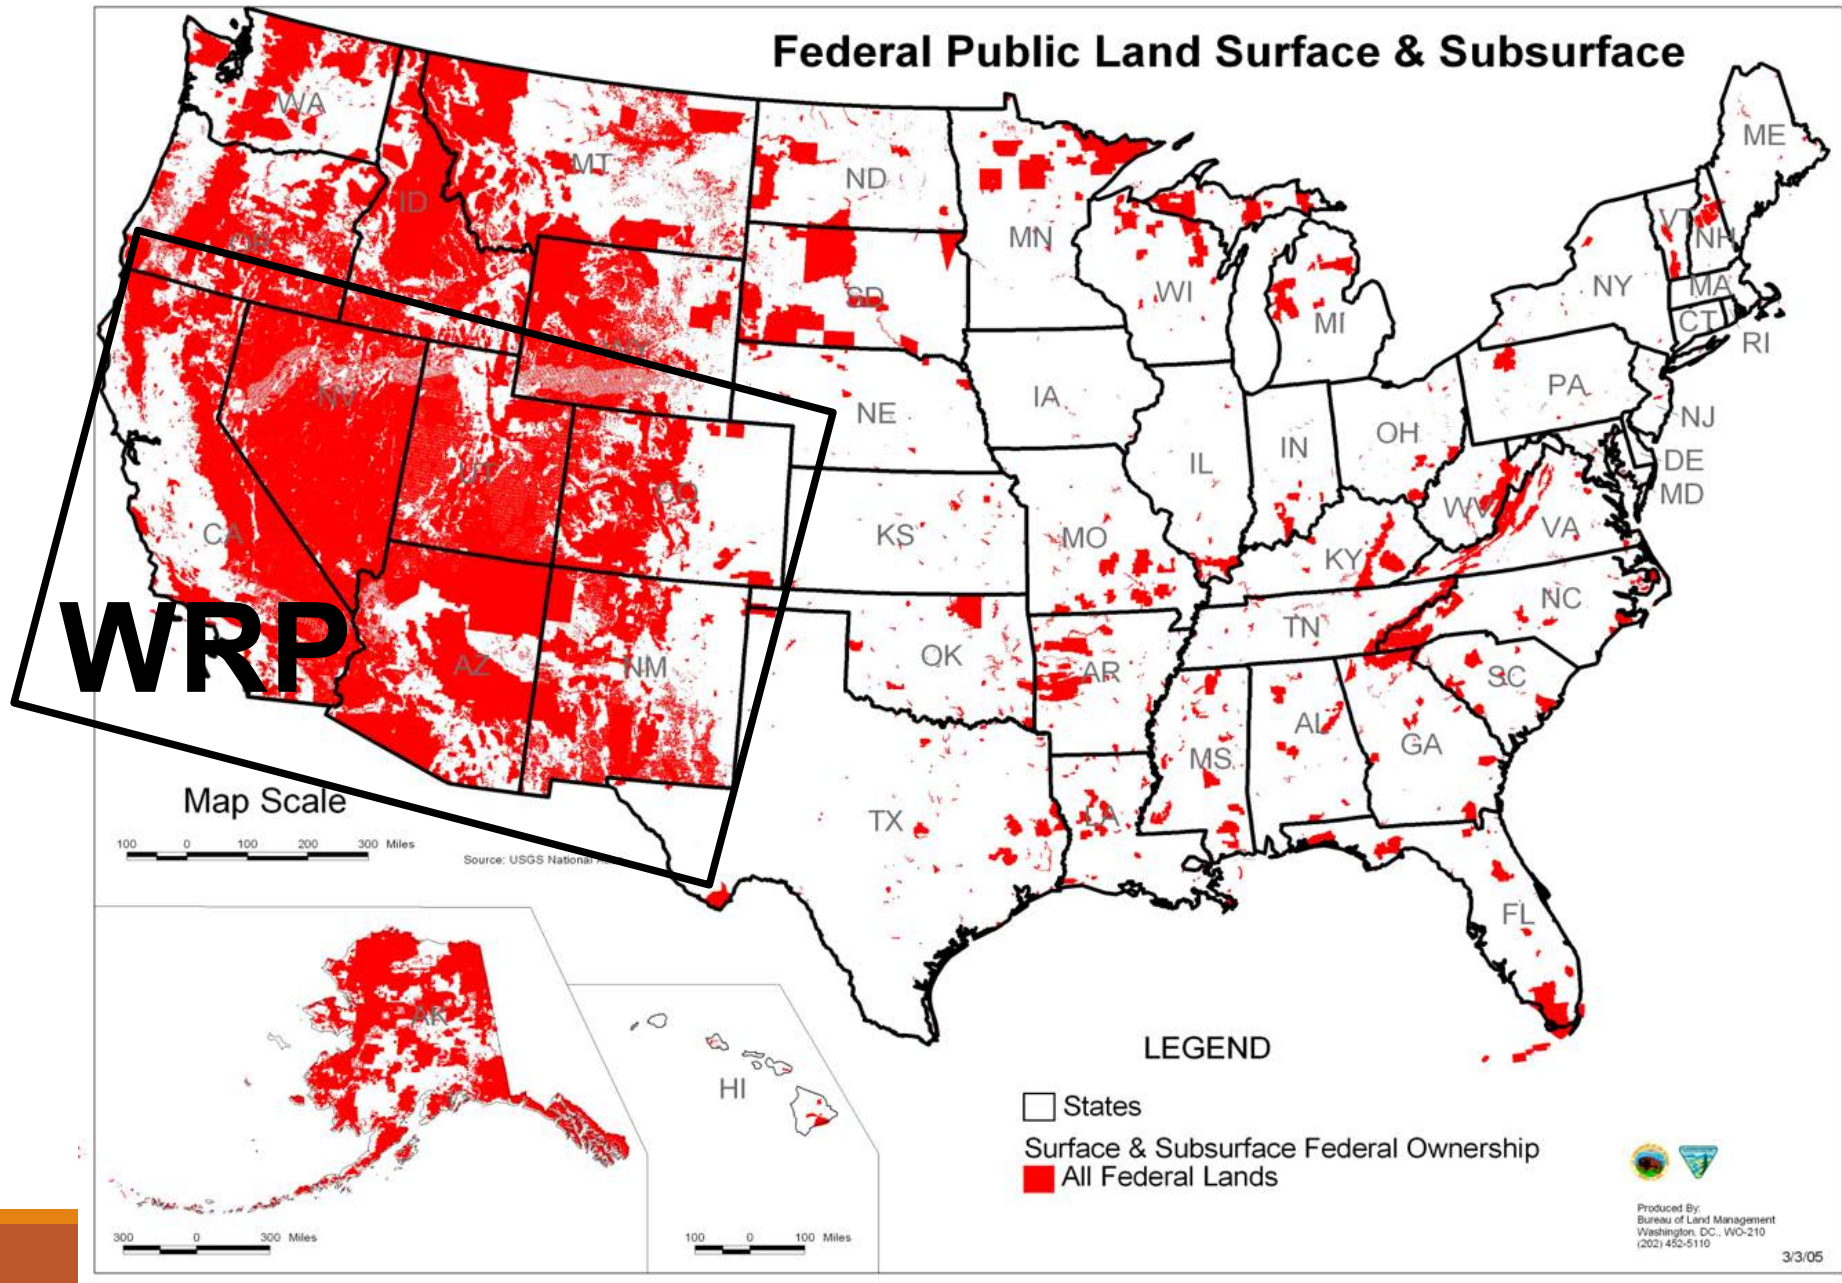 Federal Public Land Surface & Subsurface
WA
MT
ND
MN
ME
ID
OR
SD
WI
MI
NY
VT
NH
MA
CT
RI
NV
NE
IA
PA
NJ
UT
CO
IL
IN
OH
DE
MD
WV
VA
CA
KS
MO
KY
NC
TN
WRP
AZ
NM
OK
AR
SC
MS
AL
GA
TX
LA
FL
Map Scale
100 0 100 200 300 Miles
Source: USGS National
AK
HI
300 0 300 Miles
100 0 100 Miles
LEGEND
States
Surface & Subsurface Federal Ownership
All Federal Lands
Produced By:
Bureau of Land Management
Washington, DC., WO-210
(202) 452-5110
3/3/05